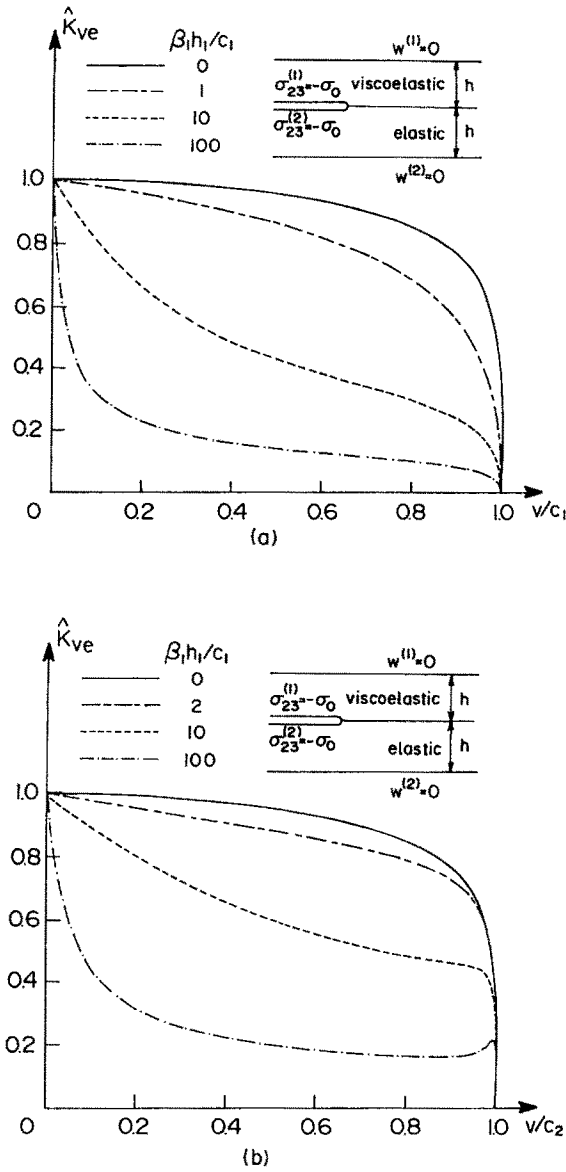 K̂ve
β₁h₁/c₁
0
1
10
100
w⁽¹⁾=0
σ₂₃⁽¹⁾=-σ₀ viscoelastic h
σ₂₃⁽²⁾=-σ₀ elastic h
w⁽²⁾=0
1.0
0.8
0.6
0.4
0.2
0 0.2 0.4 0.6 0.8 1.0 v/c₁
(a)
K̂ve
β₁h₁/c₁
0
2
10
100
w⁽¹⁾=0
σ₂₃⁽¹⁾=-σ₀ viscoelastic h
σ₂₃⁽²⁾=-σ₀ elastic h
w⁽²⁾=0
1.0
0.8
0.6
0.4
0.2
0 0.2 0.4 0.6 0.8 1.0 v/c₂
(b)